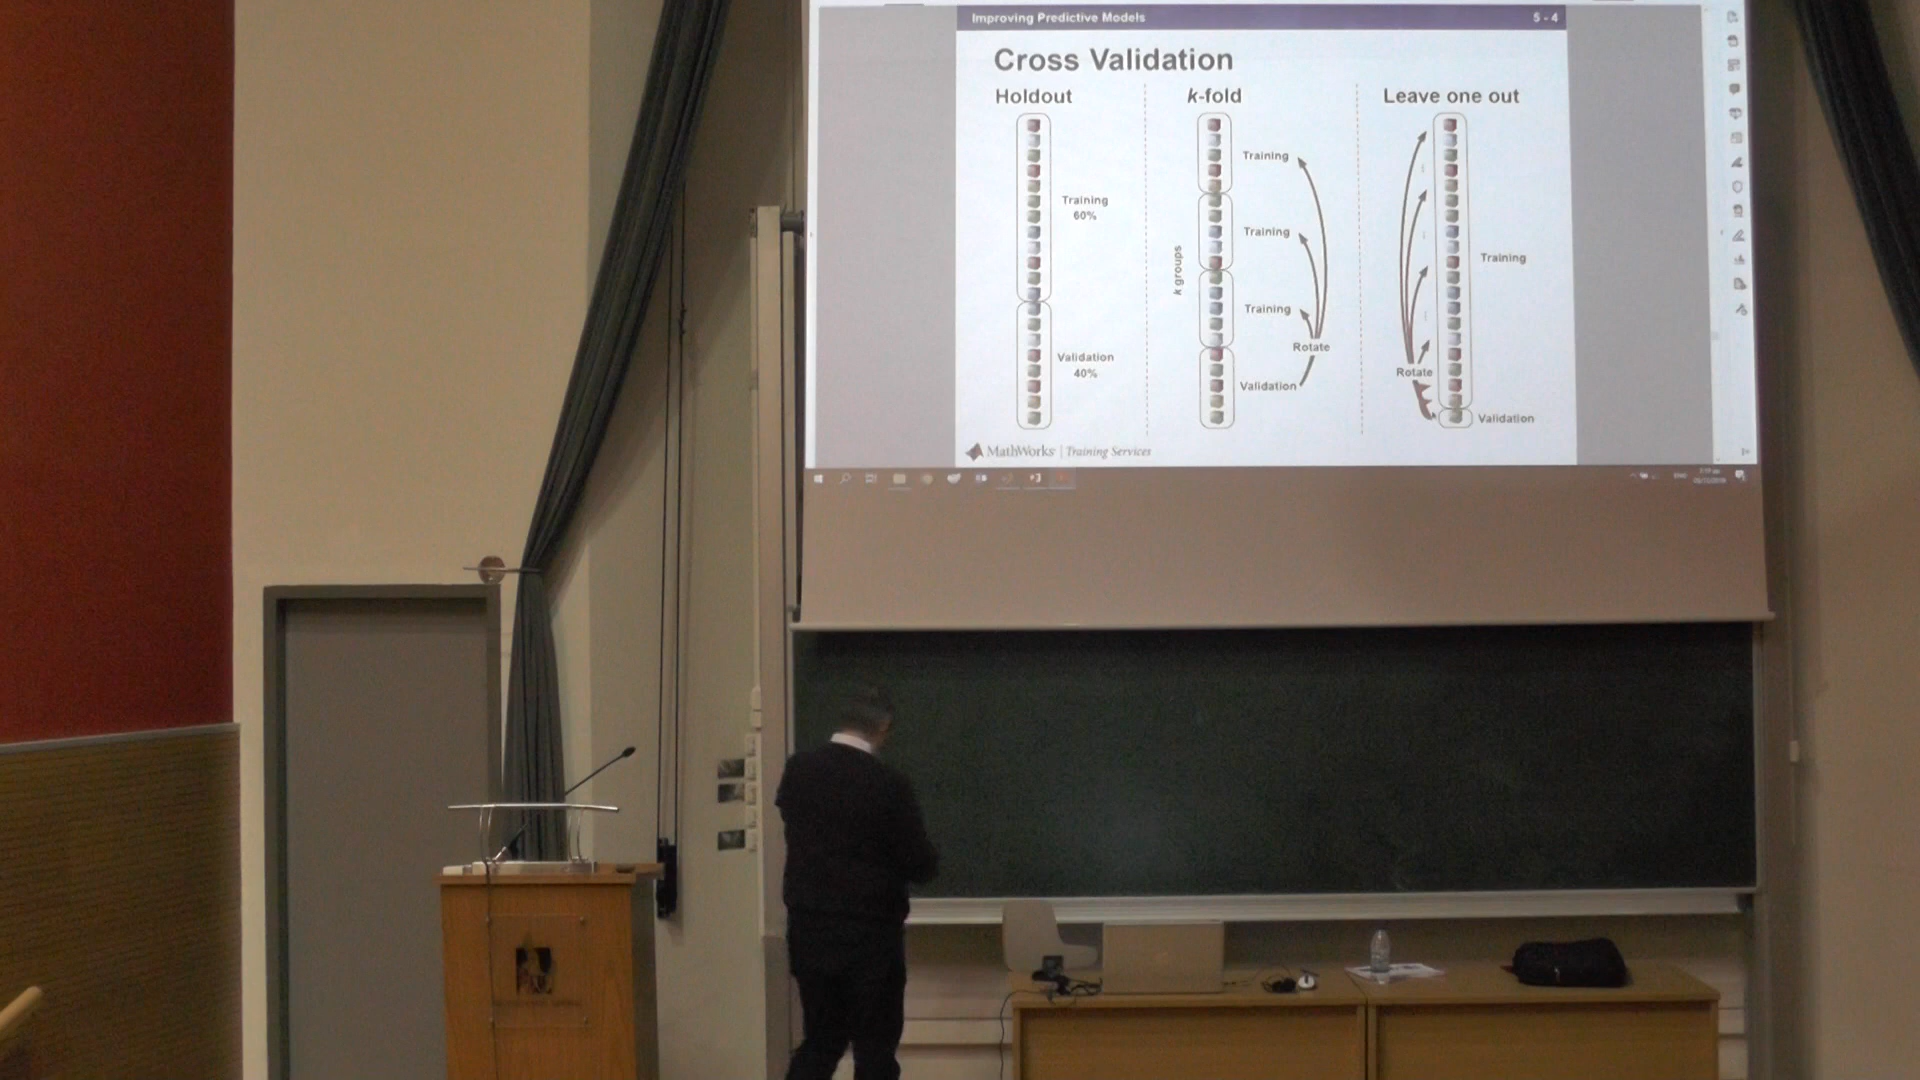 Improving Predictive Models
5 - 4
Cross Validation
Holdout
Training
60%
Validation
40%
k-fold
k groups
Training
Training
Training
Rotate
Validation
Leave one out
Training
Rotate
Validation
MathWorks | Training Services